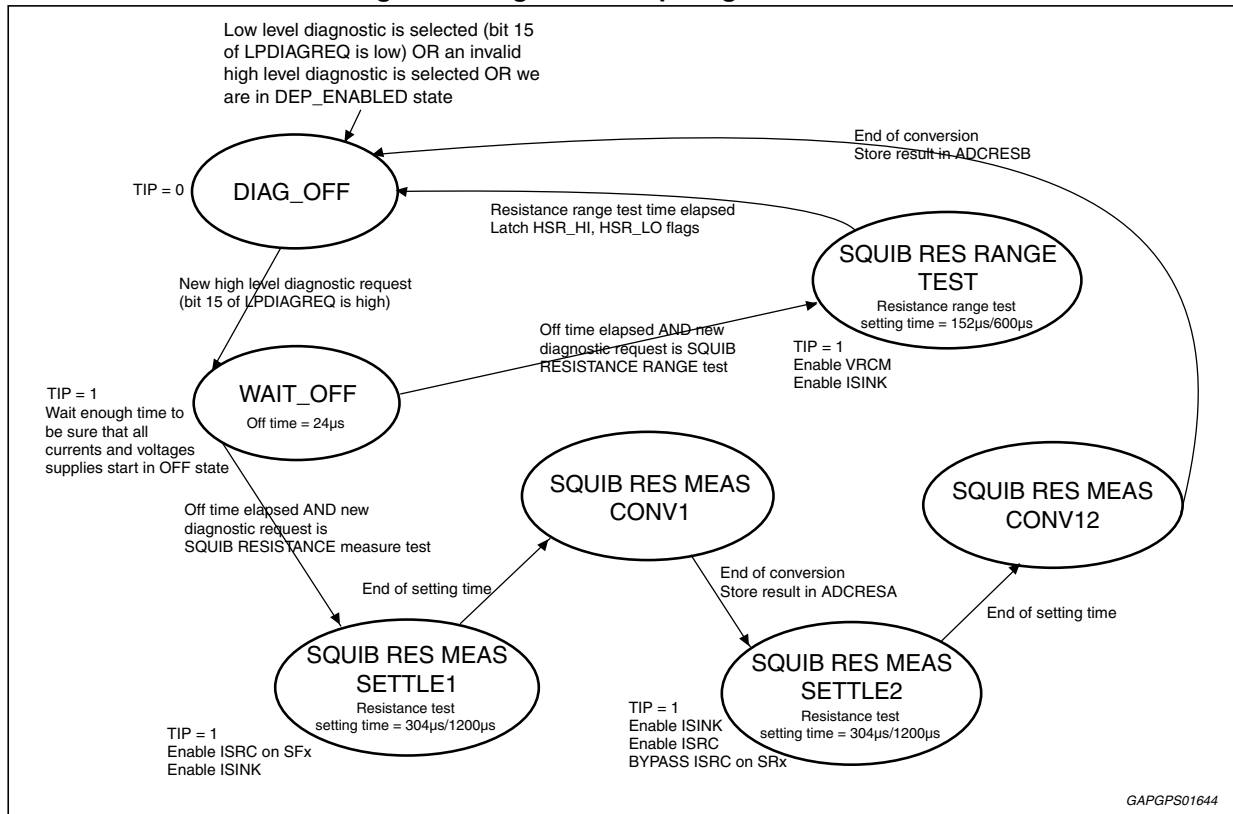 Low level diagnostic is selected (bit 15
of LPDIAGREQ is low) OR an invalid
high level diagnostic is selected OR we
are in DEP_ENABLED state
End of conversion
Store result in ADCRESB
TIP = 0
DIAG_OFF
Resistance range test time elapsed
Latch HSR_HI, HSR_LO flags
SQUIB RES RANGE
TEST
Resistance range test
setting time = 152µs/600µs
New high level diagnostic request
(bit 15 of LPDIAGREQ is high)
Off time elapsed AND new
diagnostic request is SQUIB
RESISTANCE RANGE test
TIP = 1
Enable VRCM
Enable ISINK
TIP = 1
Wait enough time to
be sure that all
currents and voltages
supplies start in OFF state
WAIT_OFF
Off time = 24µs
SQUIB RES MEAS
CONV1
SQUIB RES MEAS
CONV12
Off time elapsed AND new
diagnostic request is
SQUIB RESISTANCE measure test
End of setting time
End of conversion
Store result in ADCRESA
End of setting time
SQUIB RES MEAS
SETTLE1
Resistance test
setting time = 304µs/1200µs
TIP = 1
Enable ISRC on SFx
Enable ISINK
SQUIB RES MEAS
SETTLE2
Resistance test
setting time = 304µs/1200µs
TIP = 1
Enable ISINK
Enable ISRC
BYPASS ISRC on SRx
GAPGPS01644